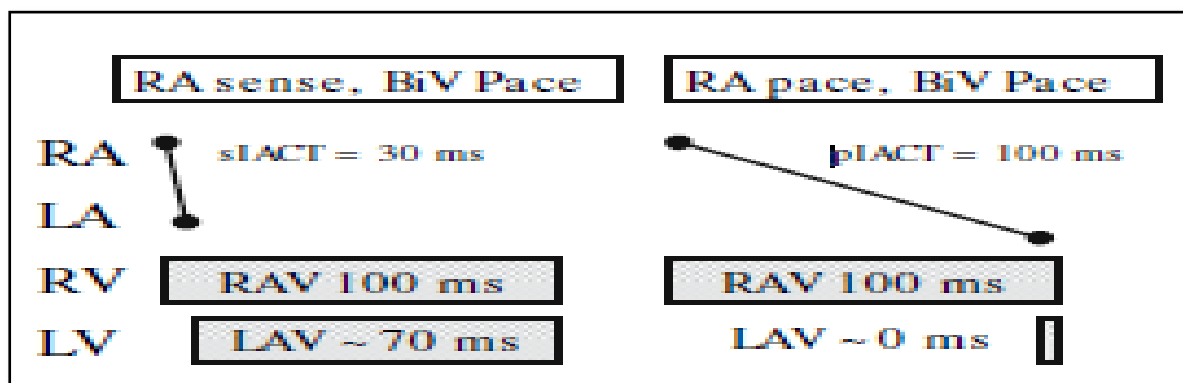 RA sense, BiV Pace RA pace, BiV Pace
RA sIACT = 30 ms pIACT = 100 ms
LA
RV RAV 100 ms RAV 100 ms
LV LAV ~ 70 ms LAV ~ 0 ms